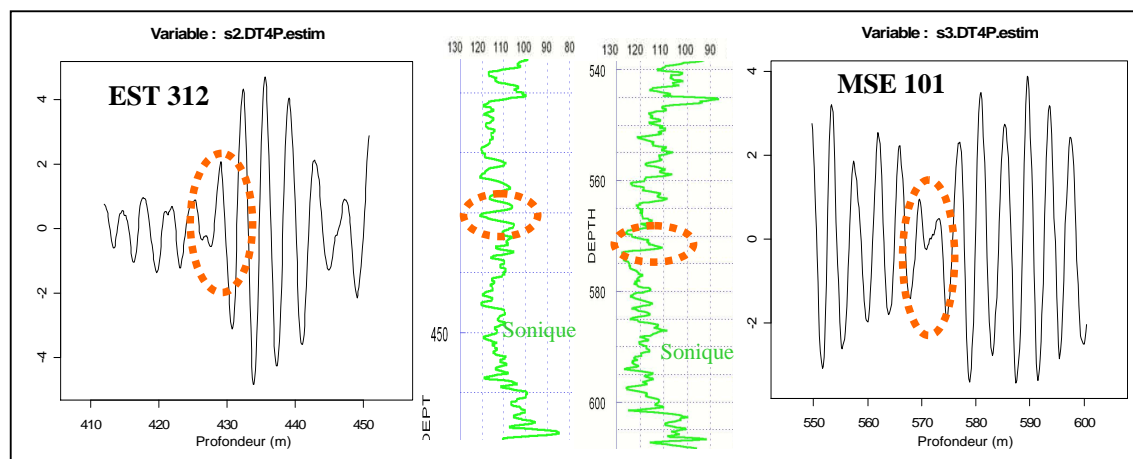 Variable : s2.DT4P.estim
EST 312
4
2
0
-2
-4
410 420 430 440 450
Profondeur (m)
130 120 110 100 90 80
450
Sonique
DEPT
130 120 110 100 90
540
560
DEPTH
580
Sonique
600
Variable : s3.DT4P.estim
MSE 101
4
2
0
-2
550 560 570 580 590 600
Profondeur (m)